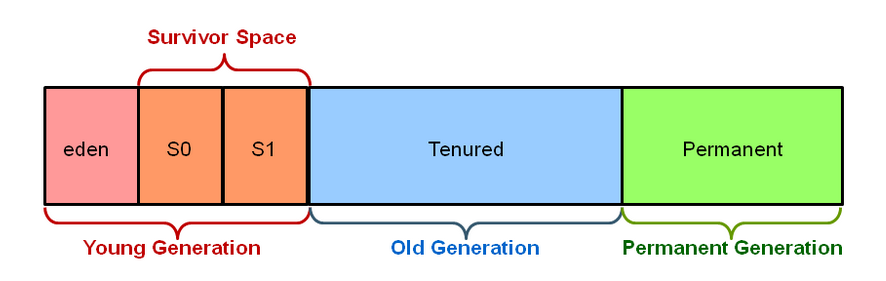 Survivor Space
eden
S0
S1
Tenured
Permanent
Young Generation
Old Generation
Permanent Generation